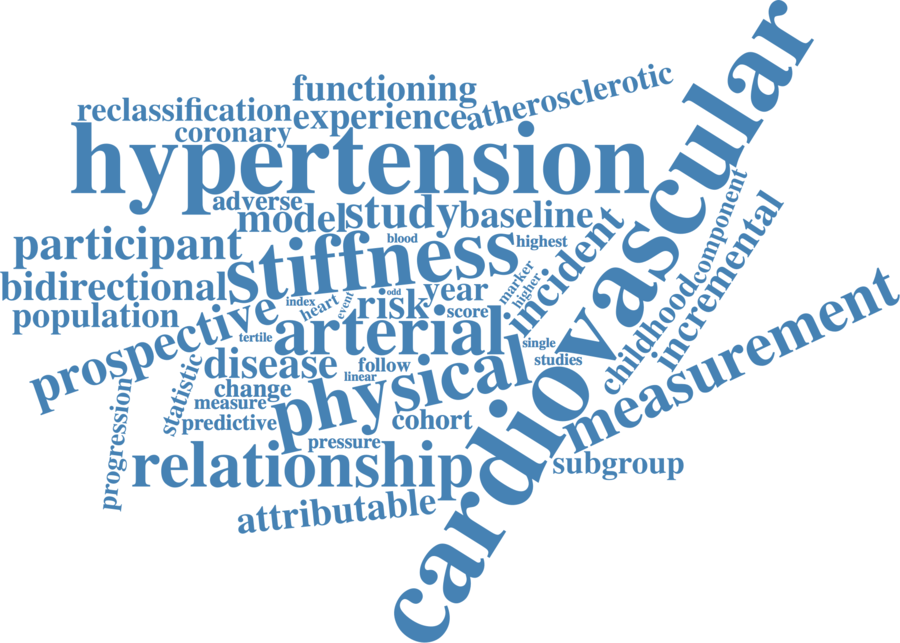 cardiovascular
functioning
atherosclerotic
reclassification
experience
coronary
hypertension
component
adverse
incremental
model
study
baseline
incident
participant
stiffness
blood
highest
bidirectional
marker
higher
childhood
measurement
index
heart
event
odd
risk
year
score
population
prospective
tertile
arterial
single
studies
disease
follow
linear
physical
statistic
change
measure
predictive
cohort
progression
pressure
relationship
subgroup
attributable